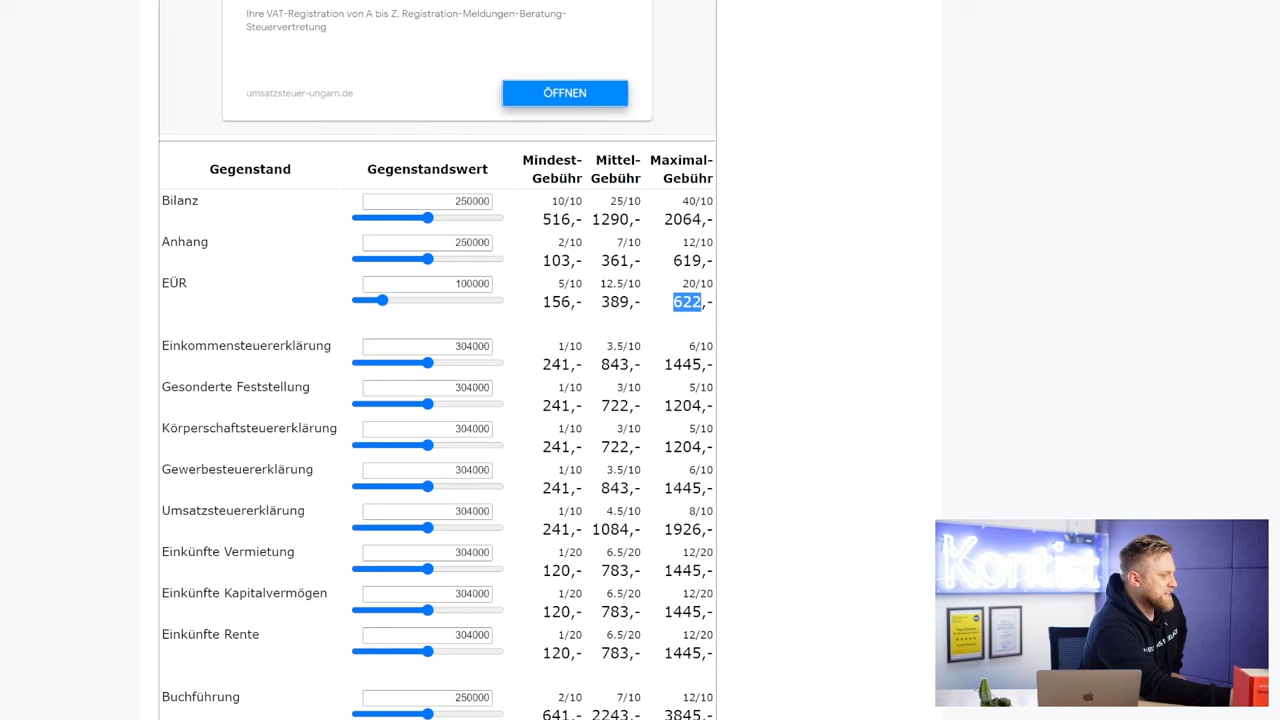 Ihre VAT-Registration von A bis Z, Registration-Meldungen-Beratung-
Steuervertretung
umsatzsteuer-ungarn.de
ÖFFNEN
Gegenstand Gegenstandswert Mindest- Mittel- Maximal-
Gebühr Gebühr Gebühr
Bilanz 250000 10/10 25/10 40/10
516,- 1290,- 2064,-
Anhang 250000 2/10 7/10 12/10
103,- 361,- 619,-
EÜR 100000 5/10 12.5/10 20/10
156,- 389,- 622,-
Einkommensteuererklärung 304000 1/10 3.5/10 6/10
241,- 843,- 1445,-
Gesonderte Feststellung 304000 1/10 3/10 5/10
241,- 722,- 1204,-
Körperschaftsteuererklärung 304000 1/10 3/10 5/10
241,- 722,- 1204,-
Gewerbesteuererklärung 304000 1/10 3.5/10 6/10
241,- 843,- 1445,-
Umsatzsteuererklärung 304000 1/10 4.5/10 8/10
241,- 1084,- 1926,-
Einkünfte Vermietung 304000 1/20 6.5/20 12/20
120,- 783,- 1445,-
Einkünfte Kapitalvermögen 304000 1/20 6.5/20 12/20
120,- 783,- 1445,-
Einkünfte Rente 304000 1/20 6.5/20 12/20
120,- 783,- 1445,-
Buchführung 250000 2/10 7/10 12/10
641,- 2243,- 3845,-
Kontist